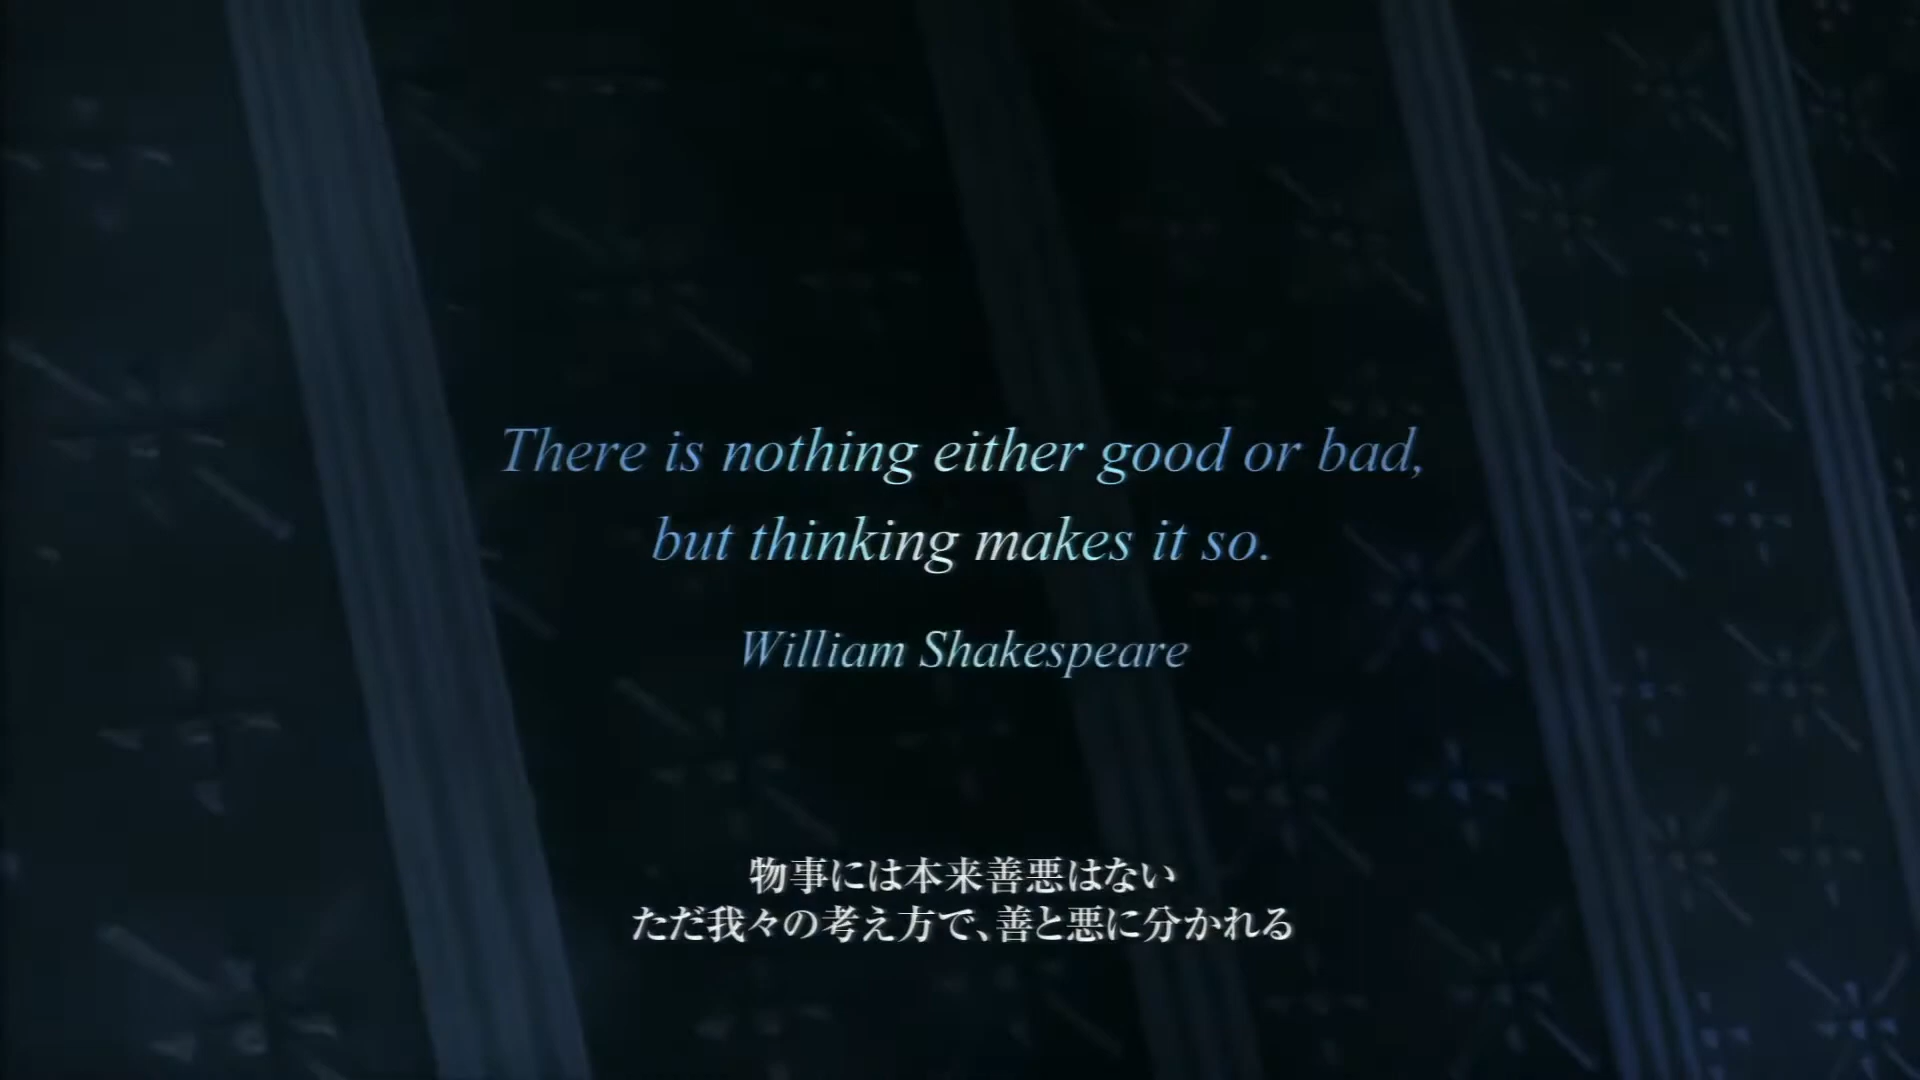 There is nothing either good or bad,
but thinking makes it so.
William Shakespeare
物事には本来善悪はない
ただ我々の考え方で、善と悪に分かれる